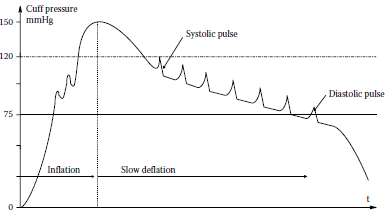 Cuff pressure
mmHg
150
Systolic pulse
120
Diastolic pulse
75
Inflation
Slow deflation
0
t